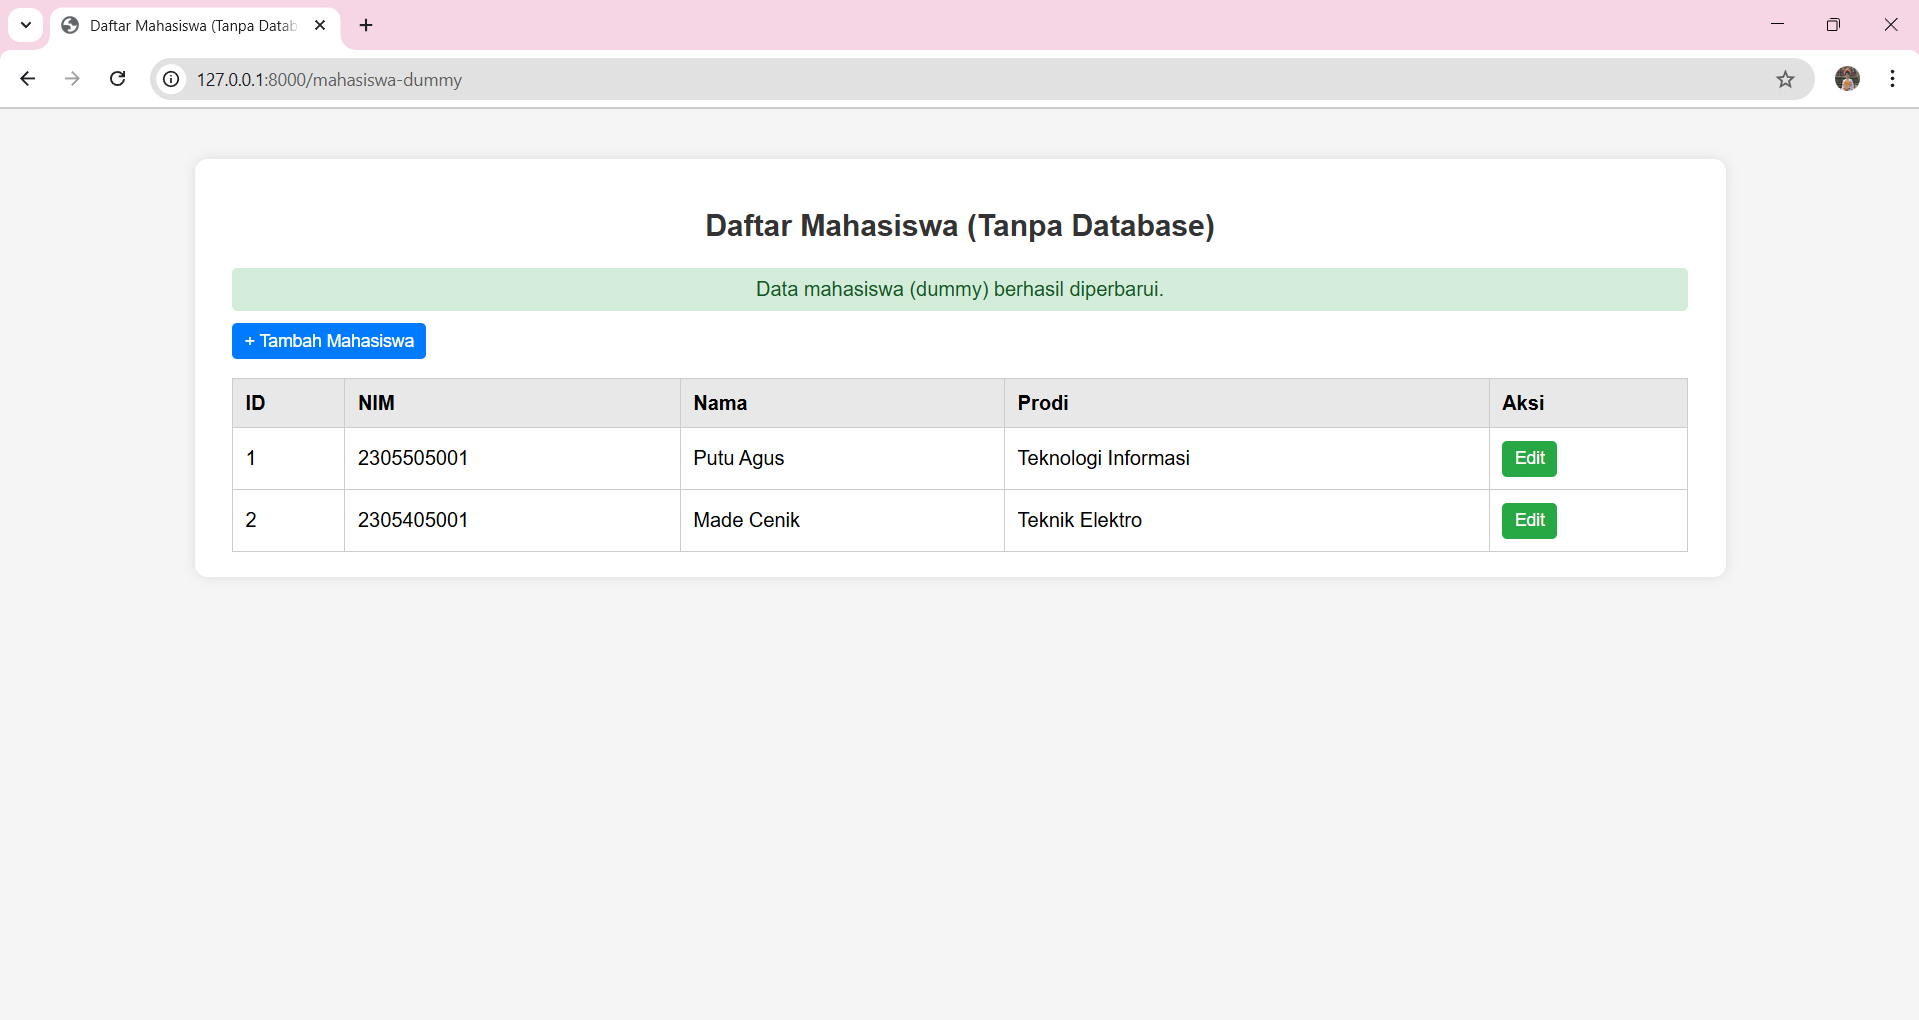 Daftar Mahasiswa (Tanpa Datab
127.0.0.1:8000/mahasiswa-dummy
Daftar Mahasiswa (Tanpa Database)
Data mahasiswa (dummy) berhasil diperbarui.
+ Tambah Mahasiswa
ID NIM Nama Prodi Aksi
1 2305505001 Putu Agus Teknologi Informasi Edit
2 2305405001 Made Cenik Teknik Elektro Edit